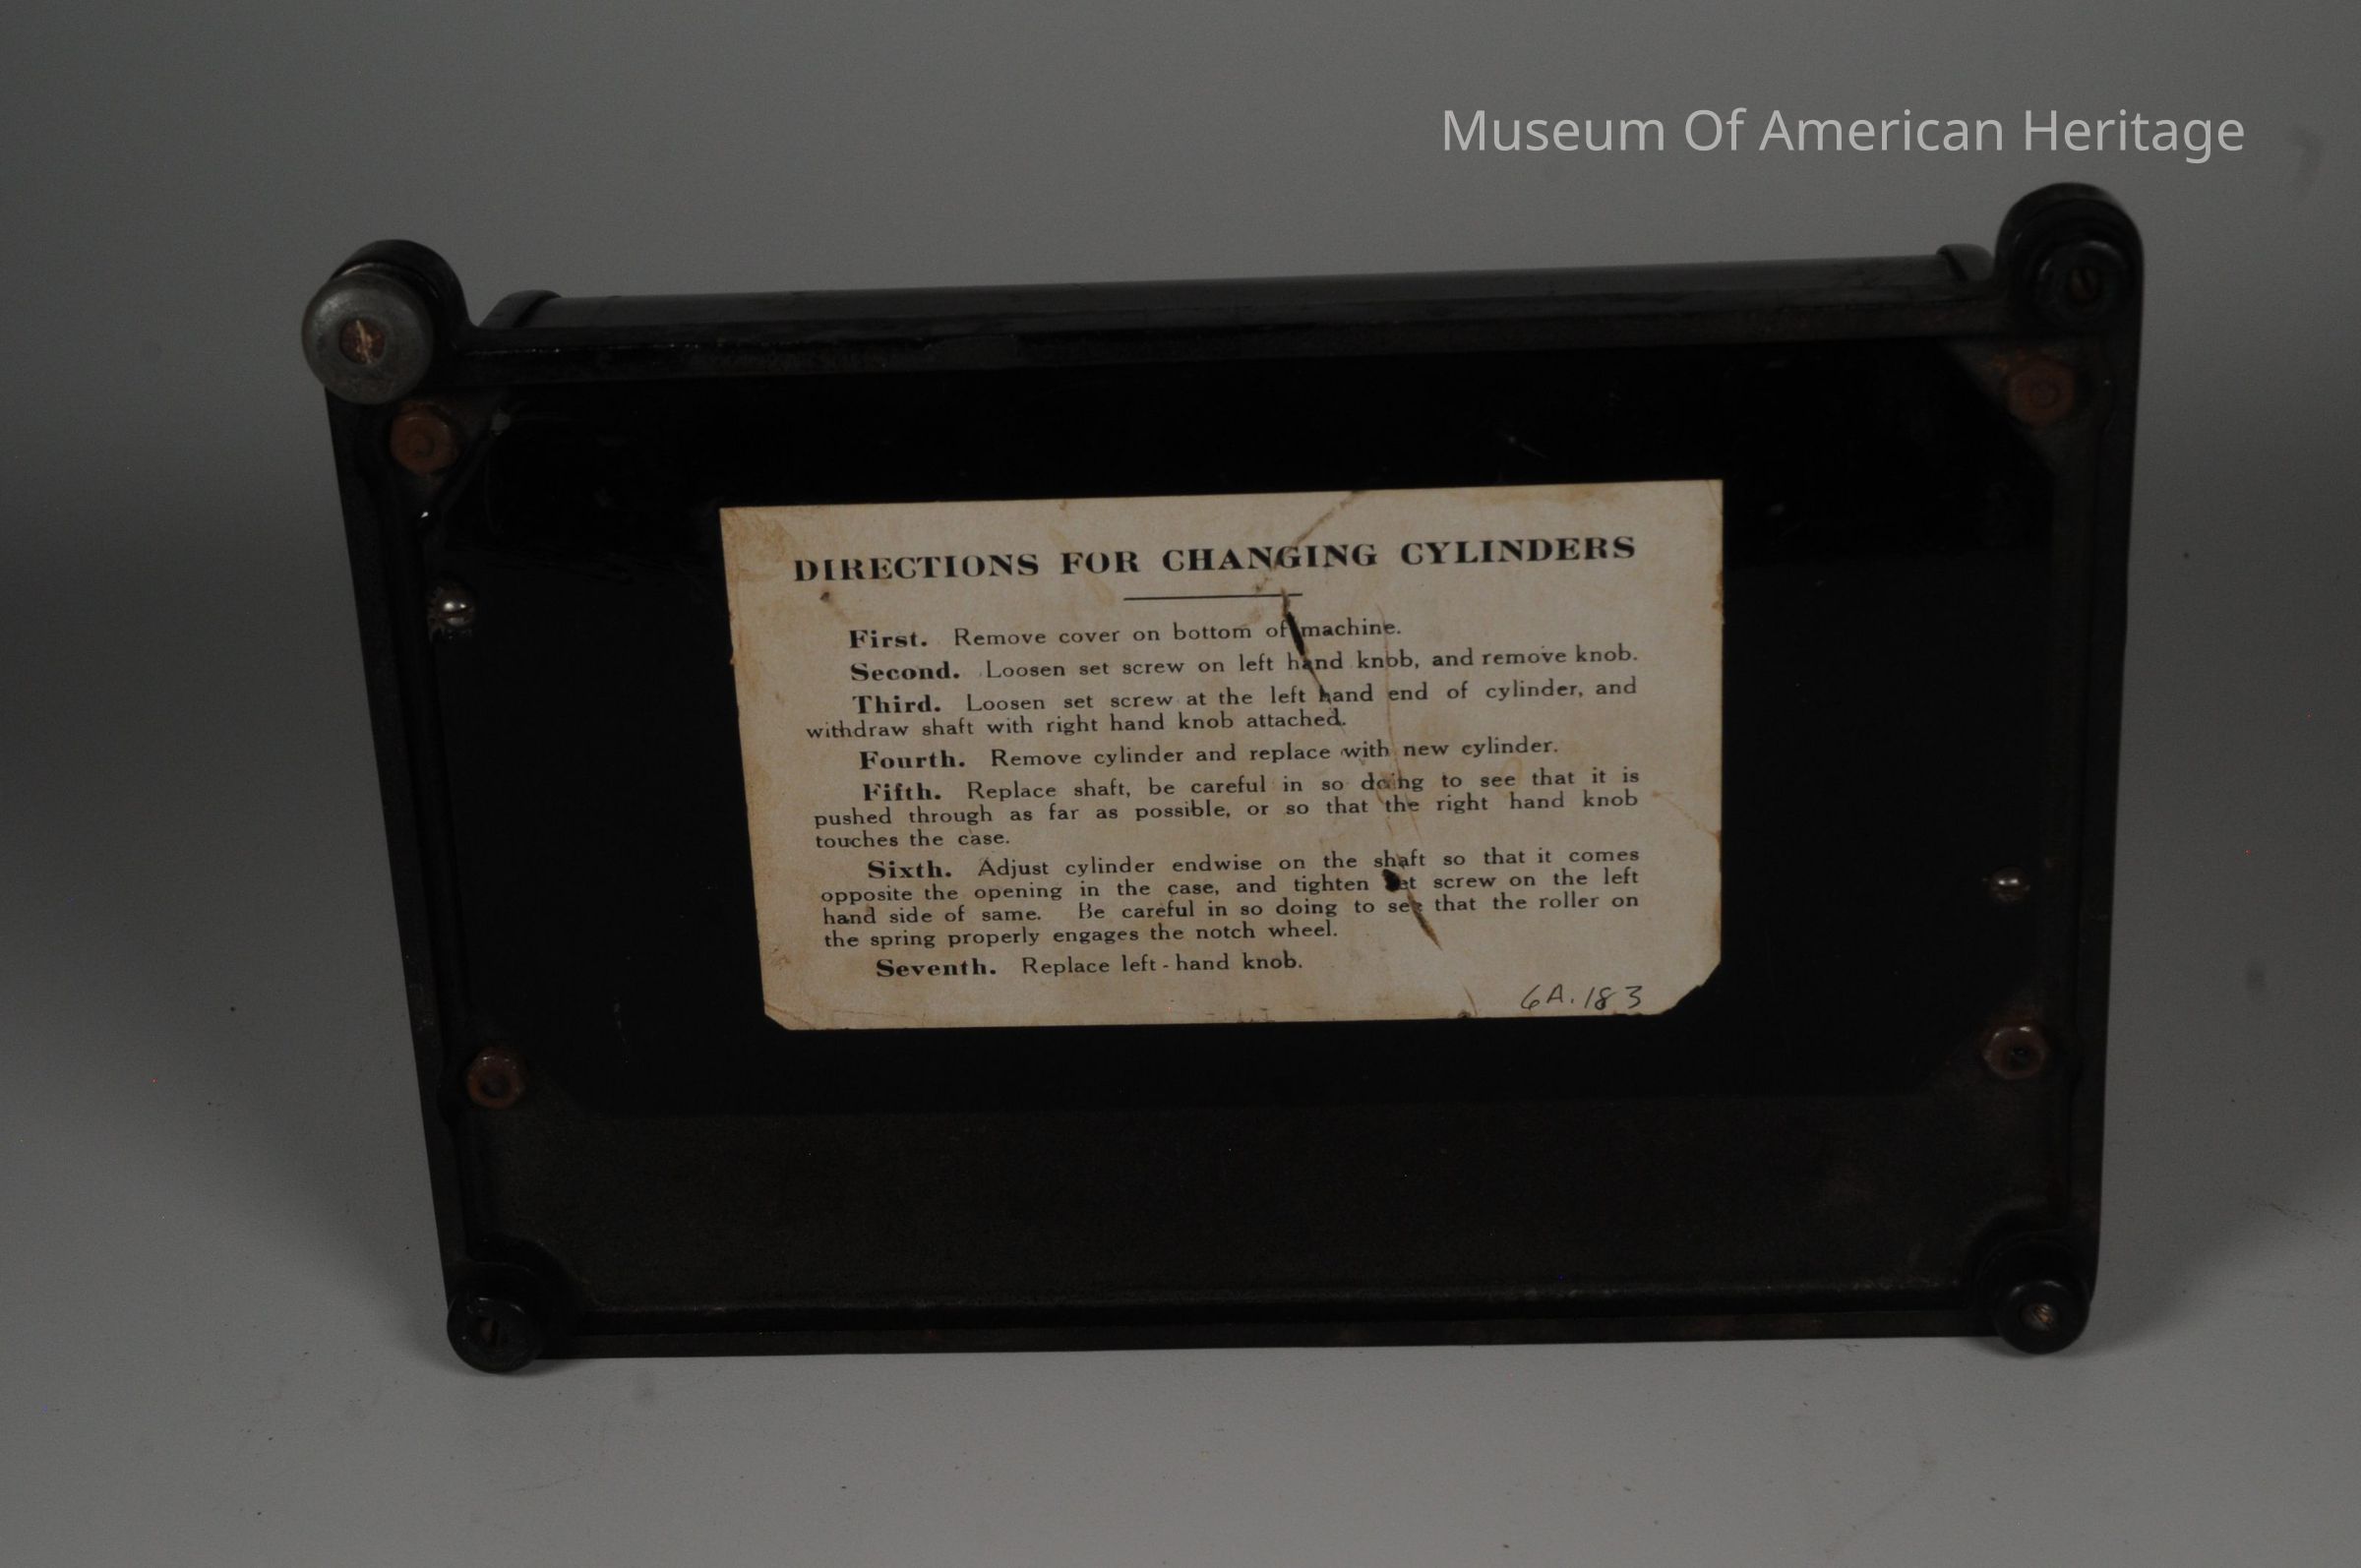 Museum Of American Heritage
DIRECTIONS FOR CHANGING CYLINDERS
First. Remove cover on bottom of machine.
Second. Loosen set screw on left hand knob, and remove knob.
Third. Loosen set screw at the left hand end of cylinder, and
withdraw shaft with right hand knob attached.
Fourth. Remove cylinder and replace with new cylinder.
Fifth. Replace shaft, be careful in so doing to see that it is
pushed through as far as possible, or so that the right hand knob
touches the case.
Sixth. Adjust cylinder endwise on the shaft so that it comes
opposite the opening in the case, and tighten set screw on the left
hand side of same. Be careful in so doing to see that the roller on
the spring properly engages the notch wheel.
Seventh. Replace left-hand knob.
6A.183